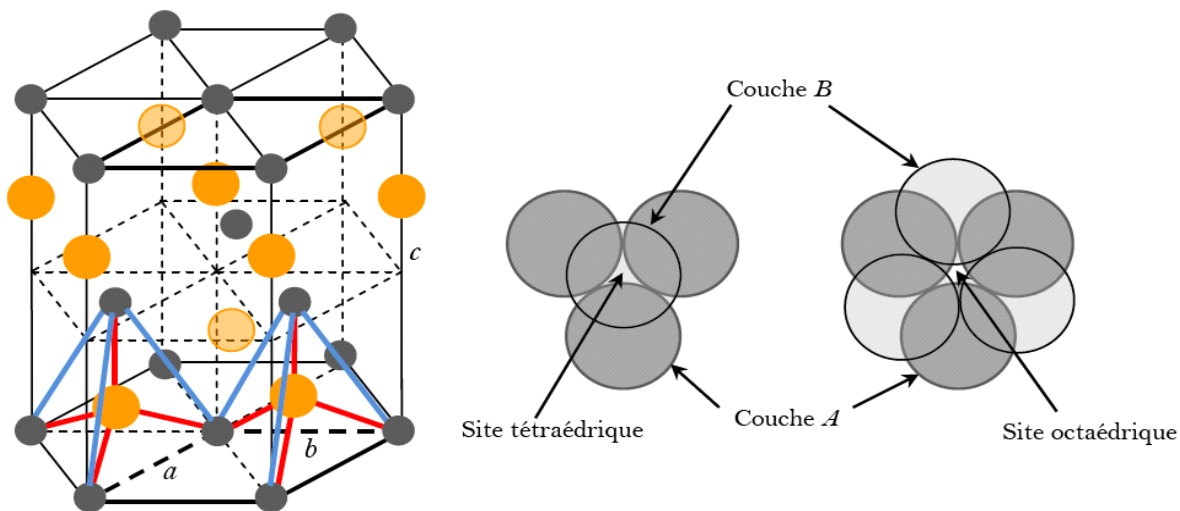 Couche B
c
Site tétraédrique
Couche A
Site octaédrique
b
a